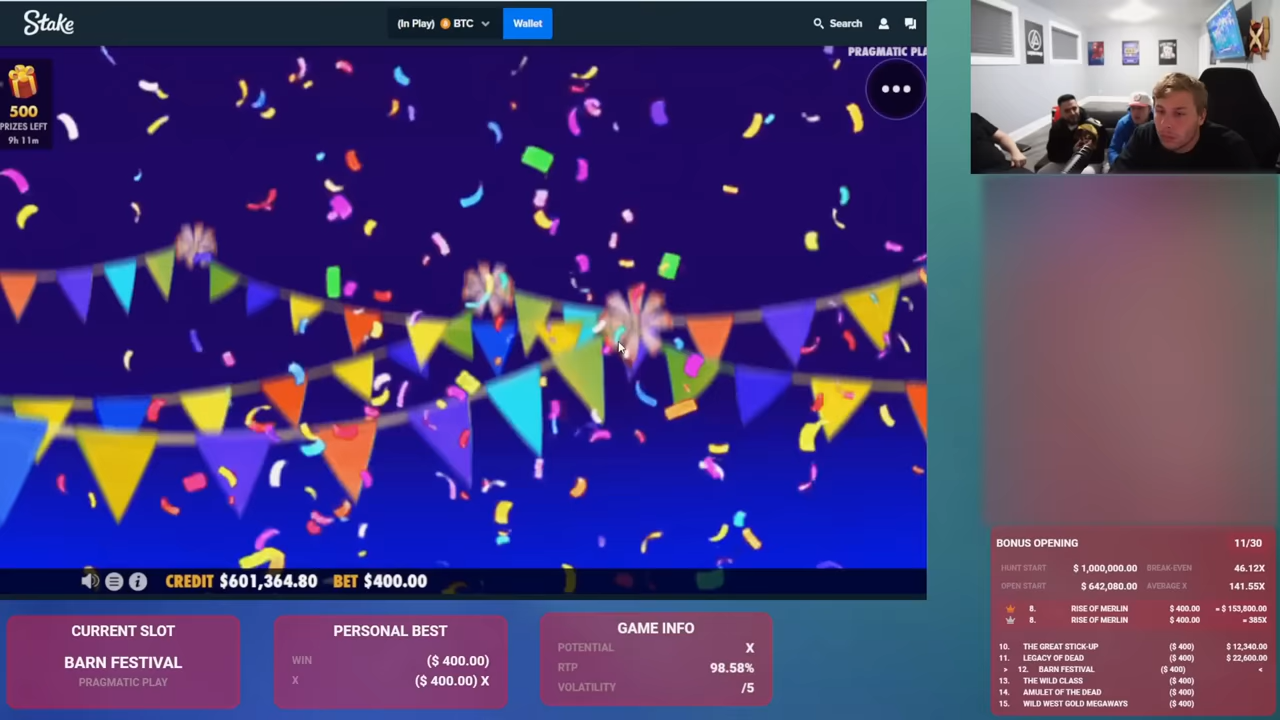 Stake
(In Play) BTC
Wallet
Search
PRAGMATIC PLA
500
PRIZES LEFT
9h 11m
CREDIT $601,364.80 BET $400.00
CURRENT SLOT
BARN FESTIVAL
PRAGMATIC PLAY
PERSONAL BEST
WIN ($ 400.00)
X ($ 400.00) X
GAME INFO
POTENTIAL X
RTP 98.58%
VOLATILITY /5
BONUS OPENING 11/30
HUNT START $ 1,000,000.00 BREAK-EVEN 46.12X
OPEN START $ 642,080.00 AVERAGE X 141.55X
8. RISE OF MERLIN $ 400.00 = $ 153,800.00
8. RISE OF MERLIN $ 400.00 = 385X
10. THE GREAT STICK-UP ($ 400) $ 12,340.00
11. LEGACY OF DEAD ($ 400) $ 22,600.00
> 12. BARN FESTIVAL ($ 400) <
13. THE WILD CLASS ($ 400)
14. AMULET OF THE DEAD ($ 400)
15. WILD WEST GOLD MEGAWAYS ($ 400)